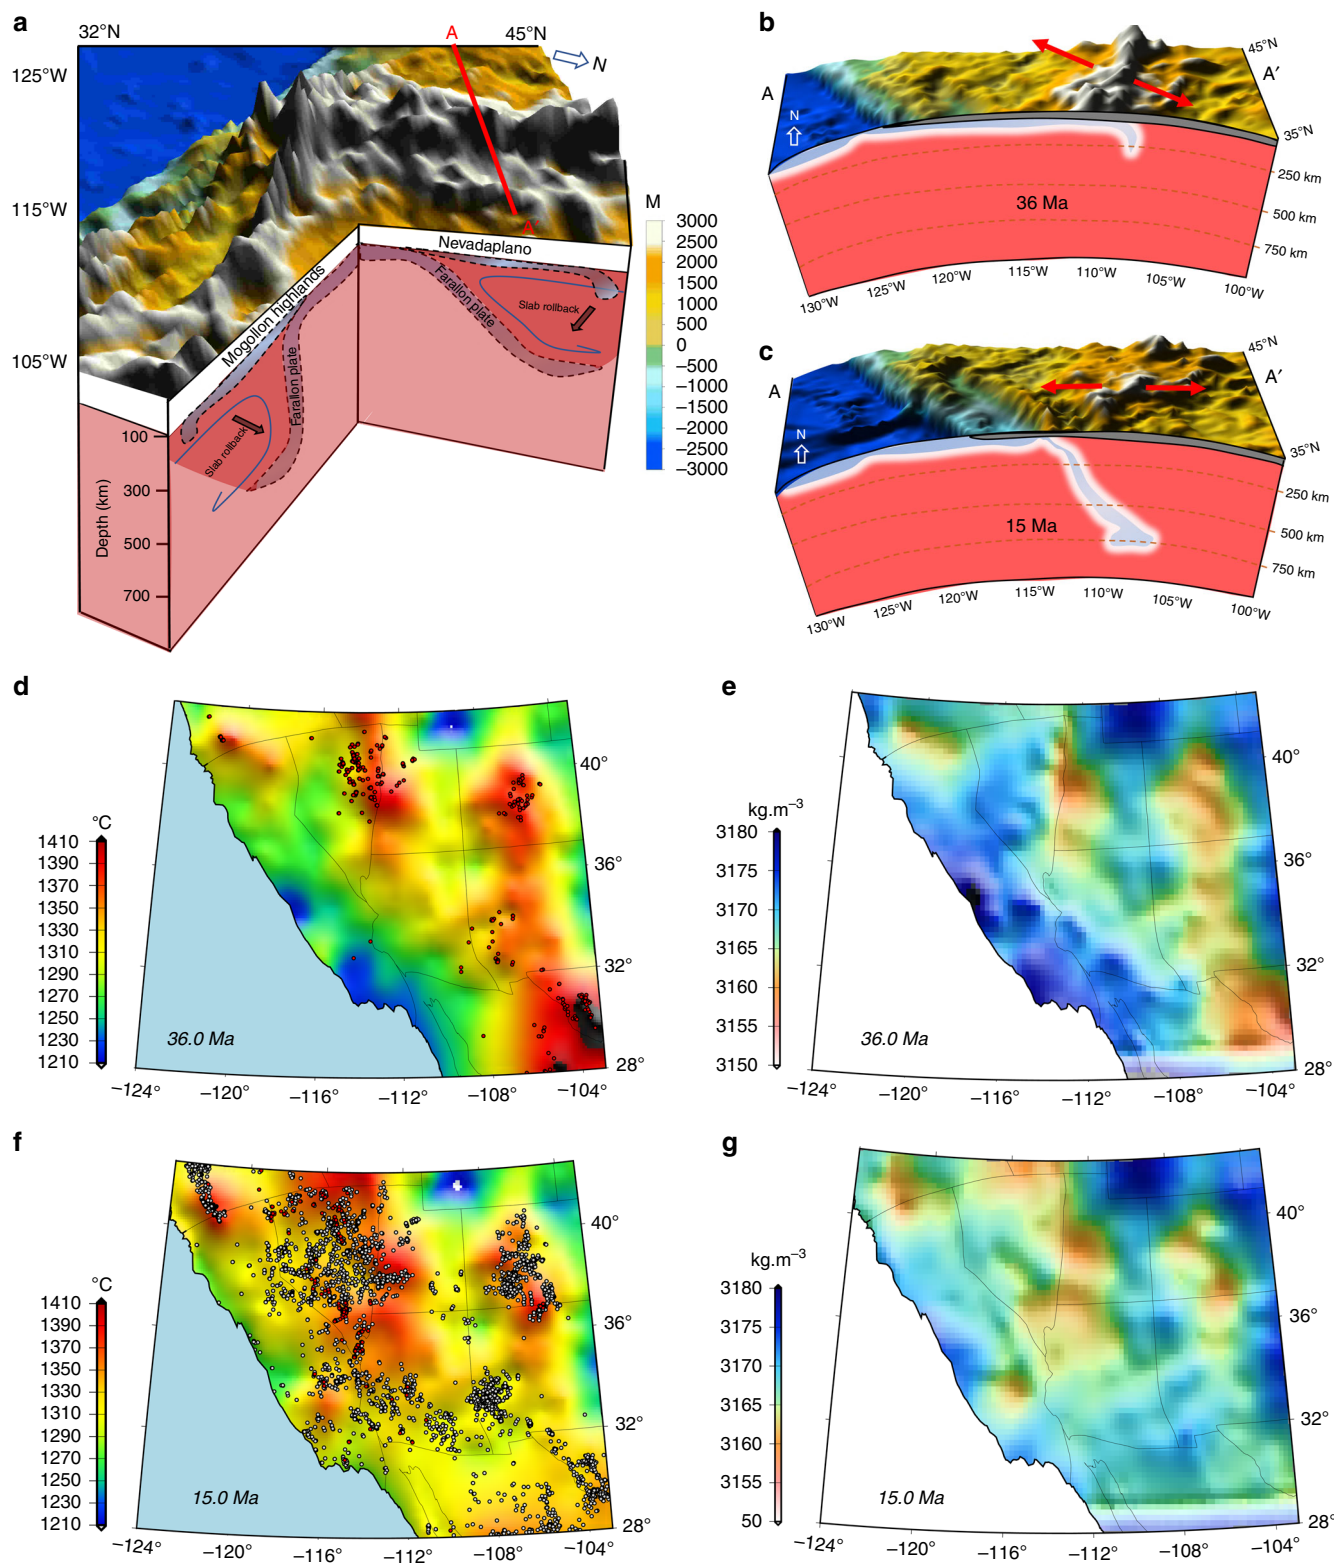 a
32°N
A
45°N
N
125°W
115°W
105°W
A′
Nevadaplano
Mogollon highlands
Farallon plate
Slab rollback
Farallon plate
Slab rollback
100
300
500
700
Depth (km)
M
3000
2500
2000
1500
1000
500
0
−500
−1000
−1500
−2000
−2500
−3000
b
45°N
A′
A
N
35°N
250 km
500 km
750 km
36 Ma
130°W
125°W
120°W
115°W
110°W
105°W
100°W
c
45°N
A′
A
N
35°N
250 km
500 km
750 km
15 Ma
130°W
125°W
120°W
115°W
110°W
105°W
100°W
d
°C
1410
1390
1370
1350
1330
1310
1290
1270
1250
1230
1210
36.0 Ma
40°
36°
32°
28°
−124°
−120°
−116°
−112°
−108°
−104°
e
kg.m−3
3180
3175
3170
3165
3160
3155
3150
40°
36°
32°
28°
−124°
−120°
−116°
−112°
−108°
−104°
f
°C
1410
1390
1370
1350
1330
1310
1290
1270
1250
1230
1210
15.0 Ma
40°
36°
32°
28°
−124°
−120°
−116°
−112°
−108°
−104°
g
kg.m−3
3180
3175
3170
3165
3160
3155
50
15.0 Ma
40°
36°
32°
28°
−124°
−120°
−116°
−112°
−108°
−104°